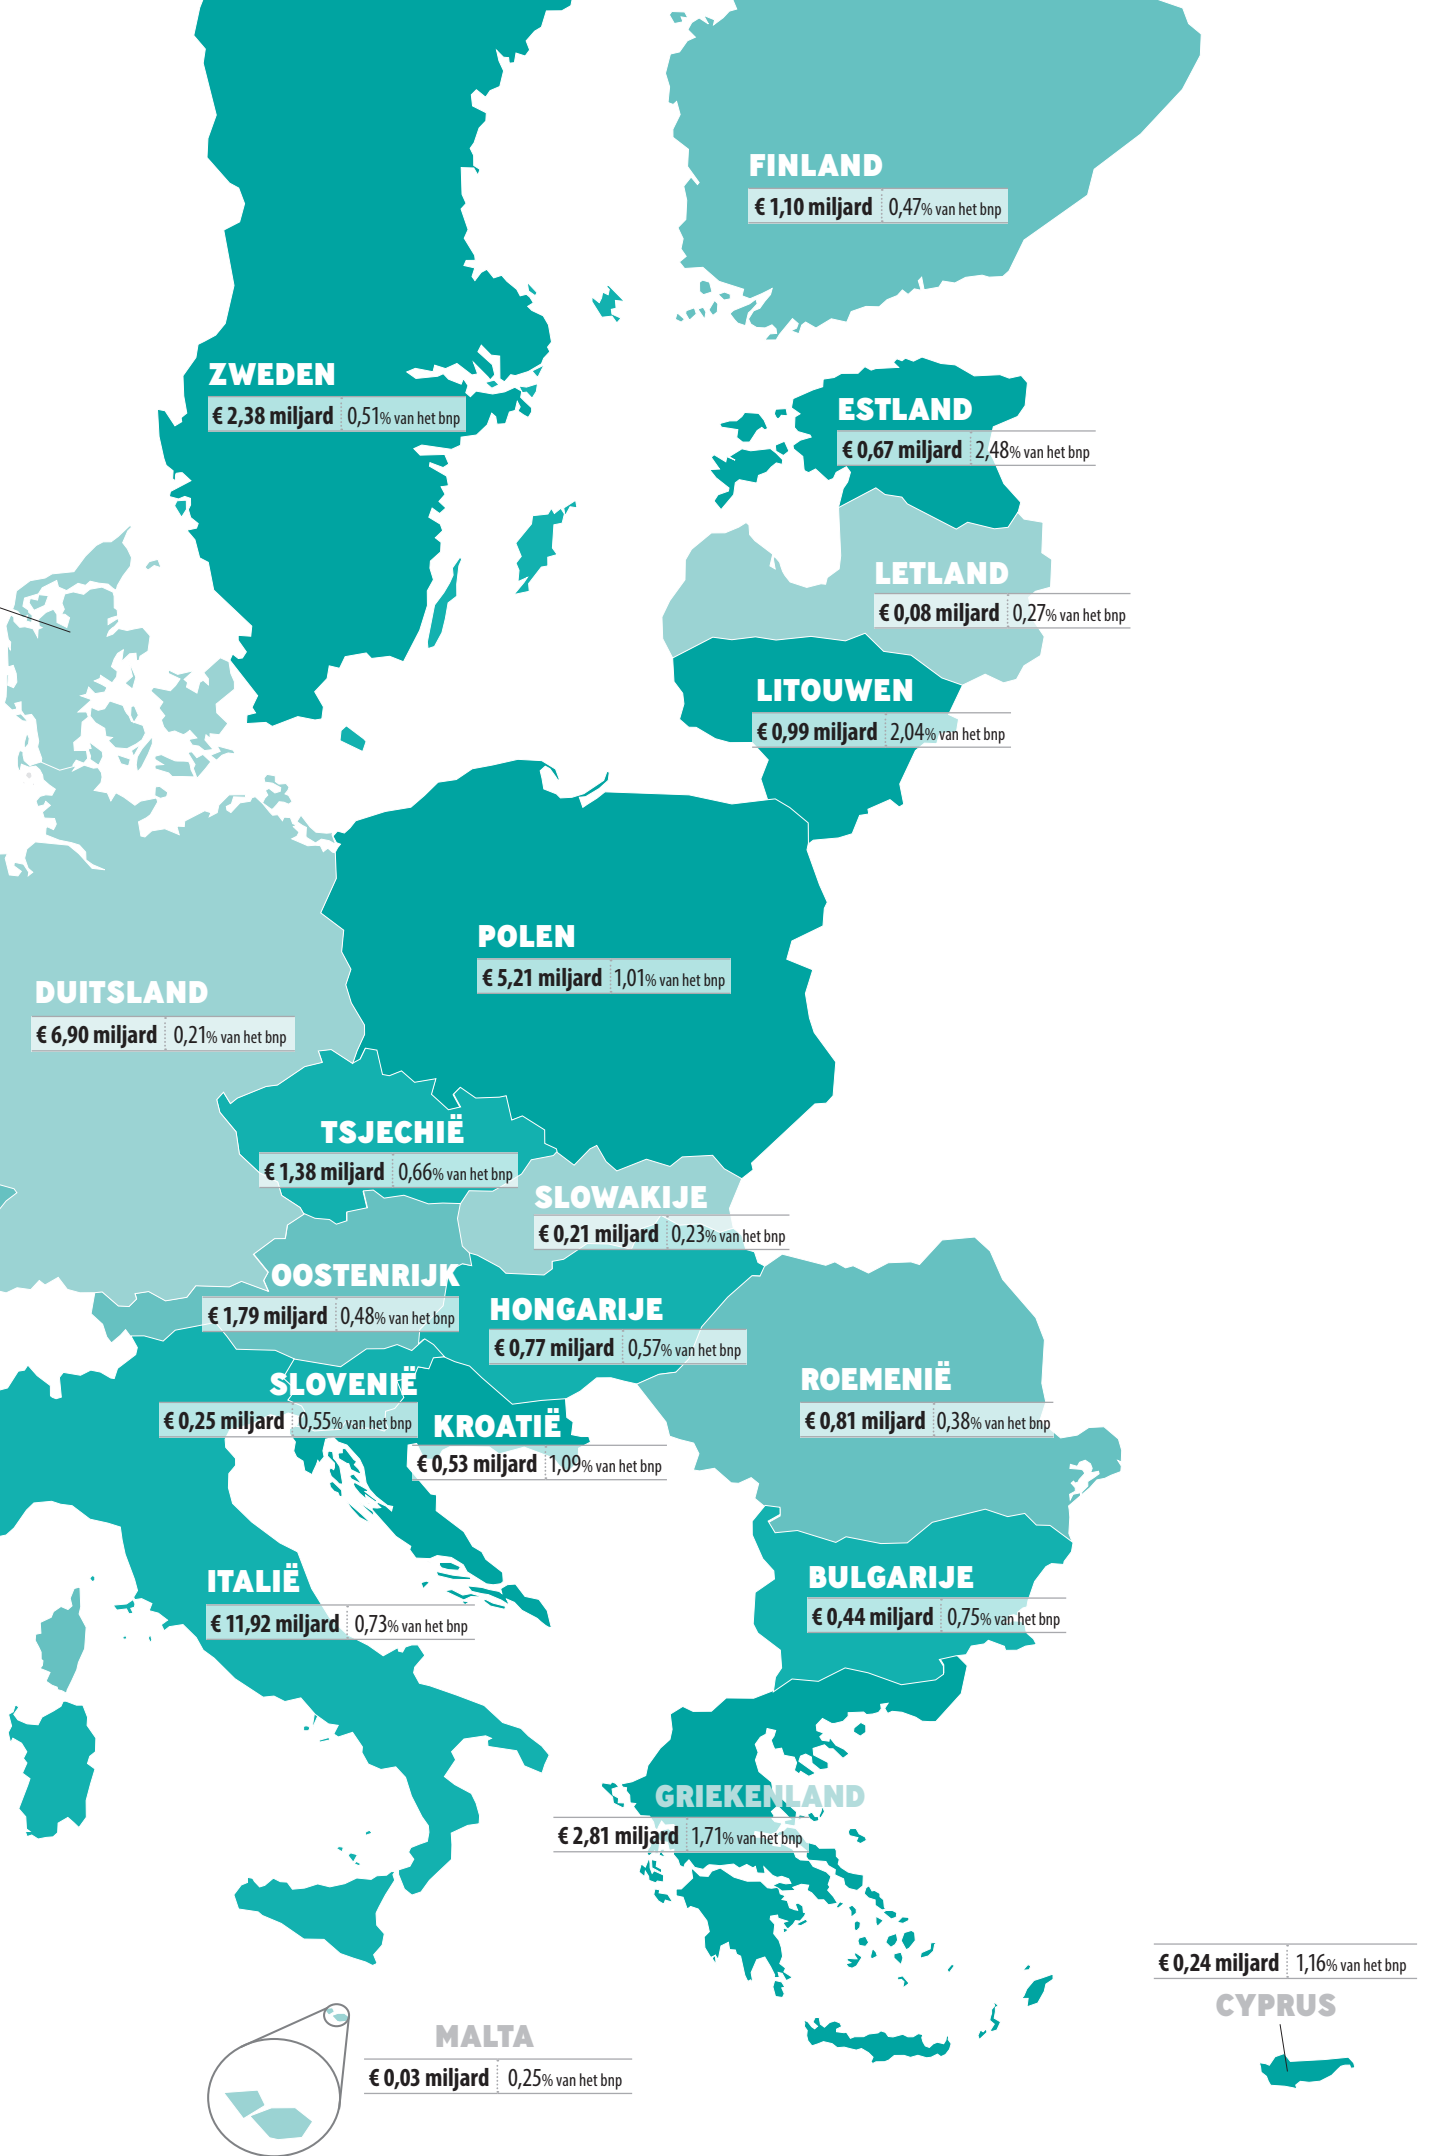 FINLAND
€ 1,10 miljard 0,47% van het bnp
ZWEDEN
€ 2,38 miljard 0,51% van het bnp
ESTLAND
€ 0,67 miljard 2,48% van het bnp
LETLAND
€ 0,08 miljard 0,27% van het bnp
LITOUWEN
€ 0,99 miljard 2,04% van het bnp
POLEN
€ 5,21 miljard 1,01% van het bnp
DUITSLAND
€ 6,90 miljard 0,21% van het bnp
TSJECHIË
€ 1,38 miljard 0,66% van het bnp
SLOWAKIJE
€ 0,21 miljard 0,23% van het bnp
OOSTENRIJK
€ 1,79 miljard 0,48% van het bnp
HONGARIJE
€ 0,77 miljard 0,57% van het bnp
ROEMENIË
€ 0,81 miljard 0,38% van het bnp
SLOVENIË
€ 0,25 miljard 0,55% van het bnp
KROATIË
€ 0,53 miljard 1,09% van het bnp
ITALIË
€ 11,92 miljard 0,73% van het bnp
BULGARIJE
€ 0,44 miljard 0,75% van het bnp
GRIEKENLAND
€ 2,81 miljard 1,71% van het bnp
€ 0,24 miljard 1,16% van het bnp
CYPRUS
MALTA
€ 0,03 miljard 0,25% van het bnp